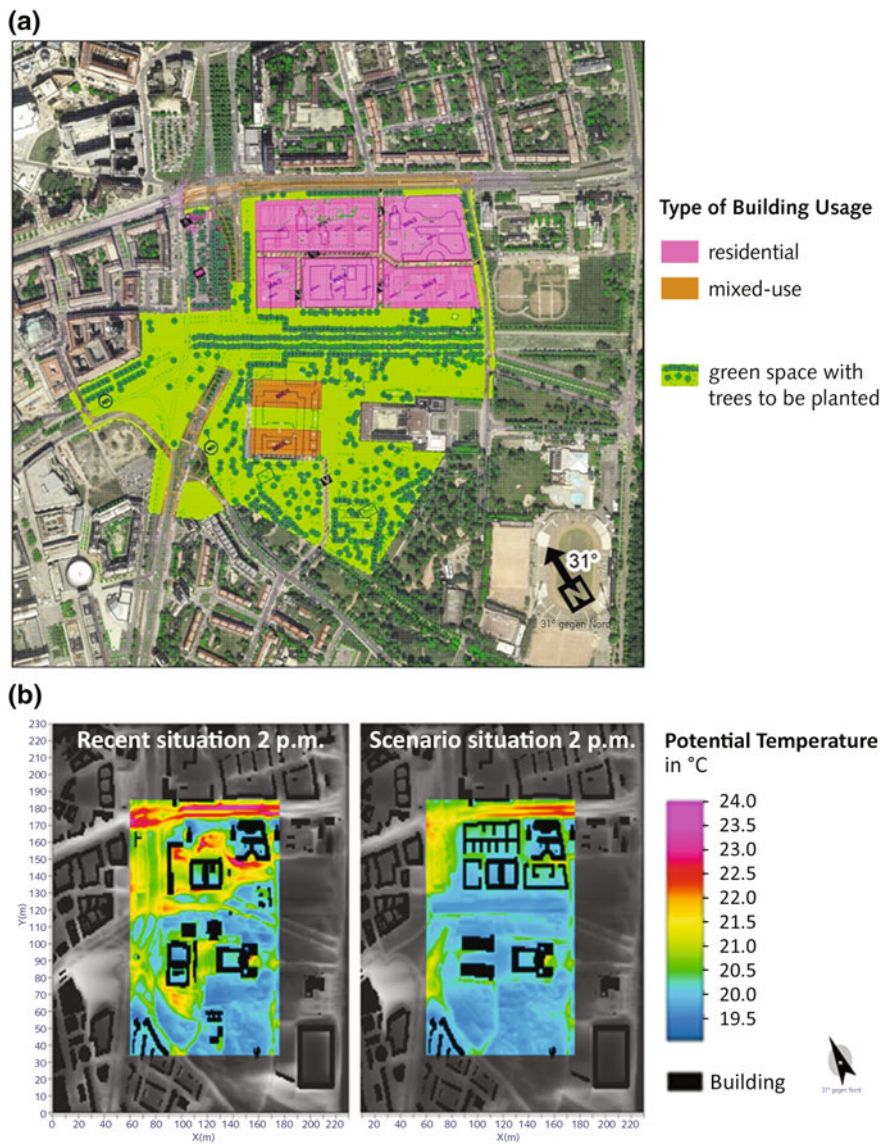 (a)
Type of Building Usage
residential
mixed-use
green space with
trees to be planted
31°
N
31° gegen Nord
(b)
Recent situation 2 p.m.
Scenario situation 2 p.m.
Potential Temperature
in °C
24.0
23.5
23.0
22.5
22.0
21.5
21.0
20.5
20.0
19.5
Building
31° gegen Nord
230
220
210
200
190
180
170
160
150
140
130
120
110
100
90
80
70
60
50
40
30
20
10
0
Y(m)
0 20 40 60 80 100 120 140 160 180 200 220
X(m)
20 40 60 80 100 120 140 160 180 200 220
X(m)